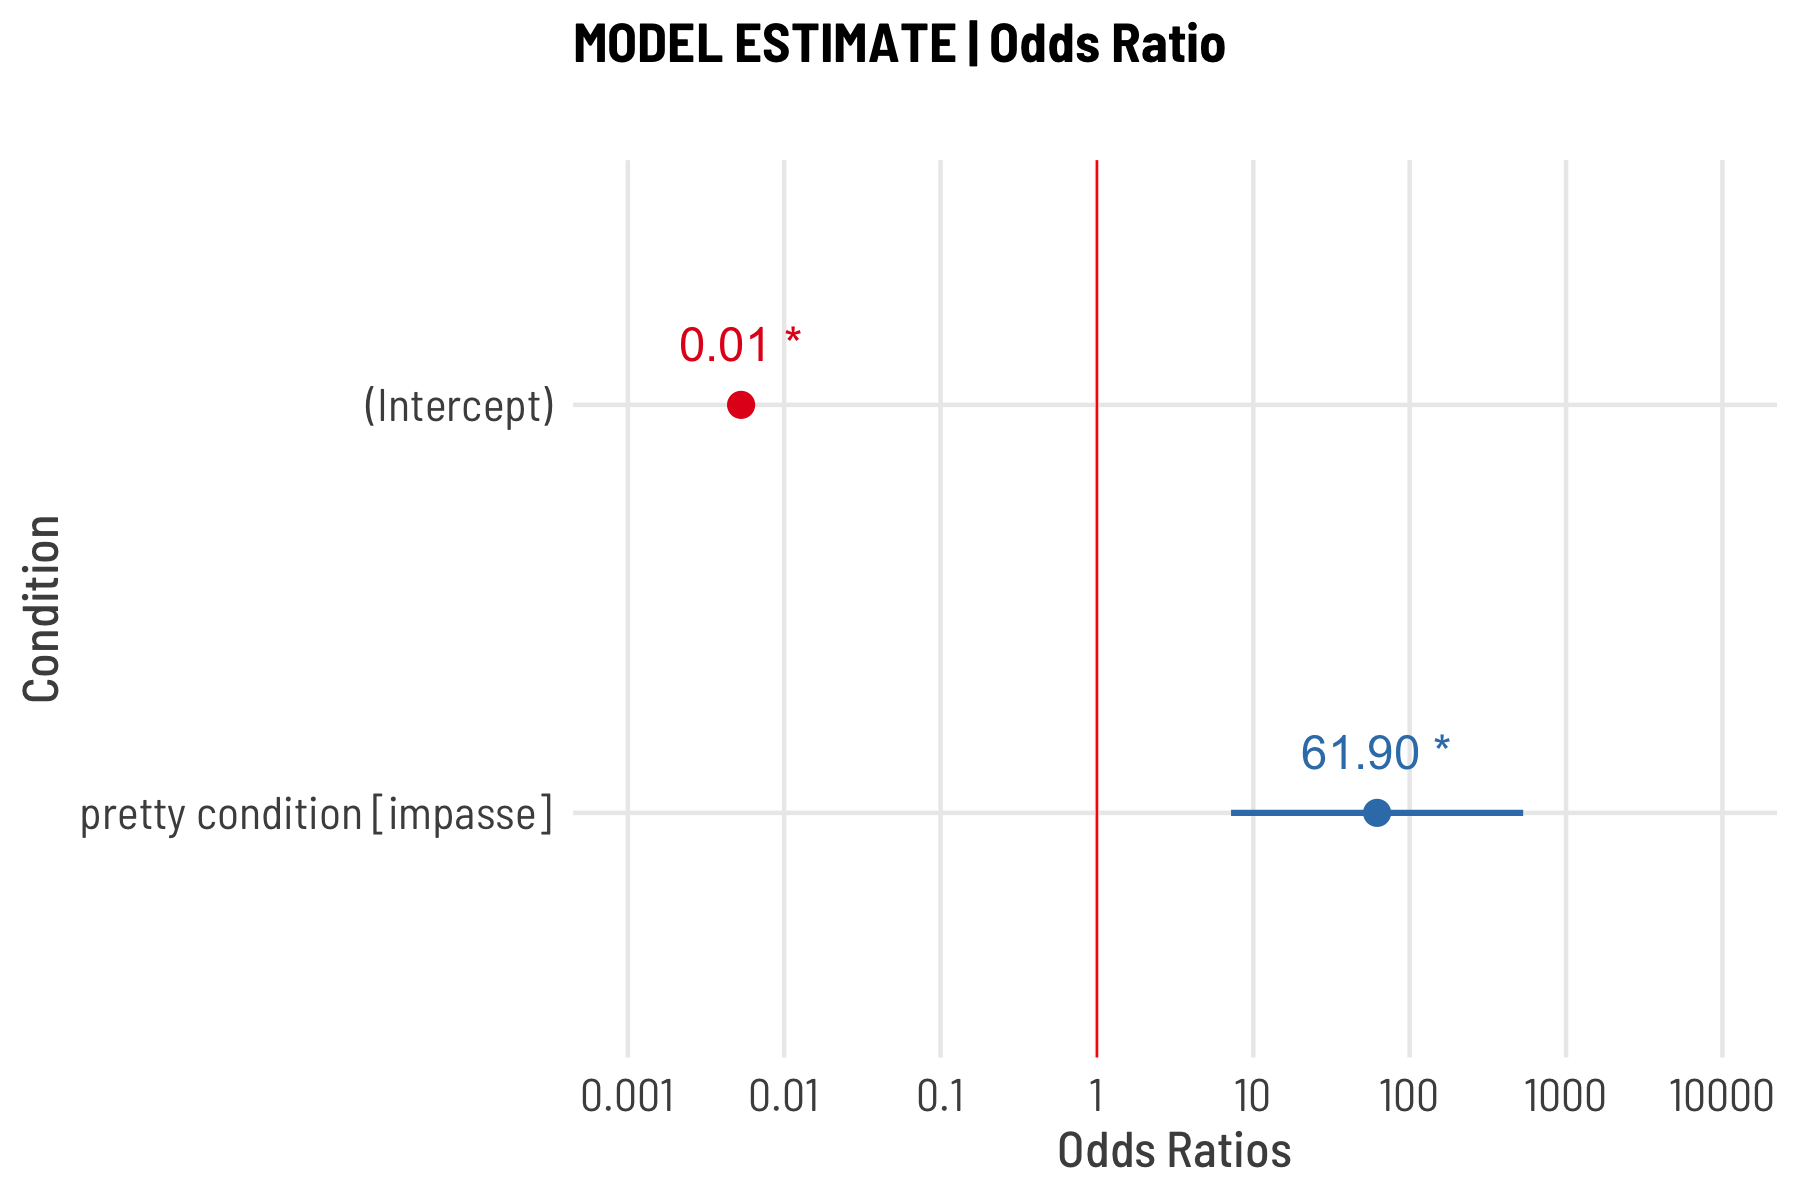 MODEL ESTIMATE | Odds Ratio
0.01 *
(Intercept)
Condition
61.90 *
pretty condition [impasse]
0.001 0.01 0.1 1 10 100 1000 10000
Odds Ratios